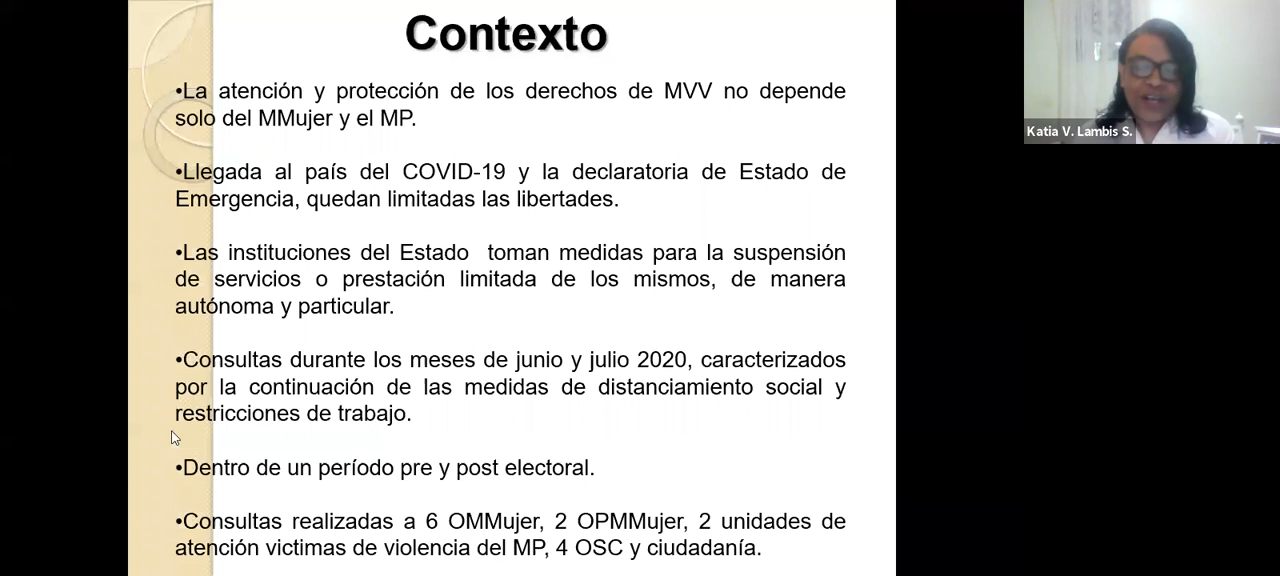 Contexto
•La atención y protección de los derechos de MVV no depende
solo del MMujer y el MP.
•Llegada al país del COVID-19 y la declaratoria de Estado de
Emergencia, quedan limitadas las libertades.
•Las instituciones del Estado toman medidas para la suspensión
de servicios o prestación limitada de los mismos, de manera
autónoma y particular.
•Consultas durante los meses de junio y julio 2020, caracterizados
por la continuación de las medidas de distanciamiento social y
restricciones de trabajo.
•Dentro de un período pre y post electoral.
•Consultas realizadas a 6 OMMujer, 2 OPMMujer, 2 unidades de
atención victimas de violencia del MP, 4 OSC y ciudadanía.
Katia V. Lambis S.